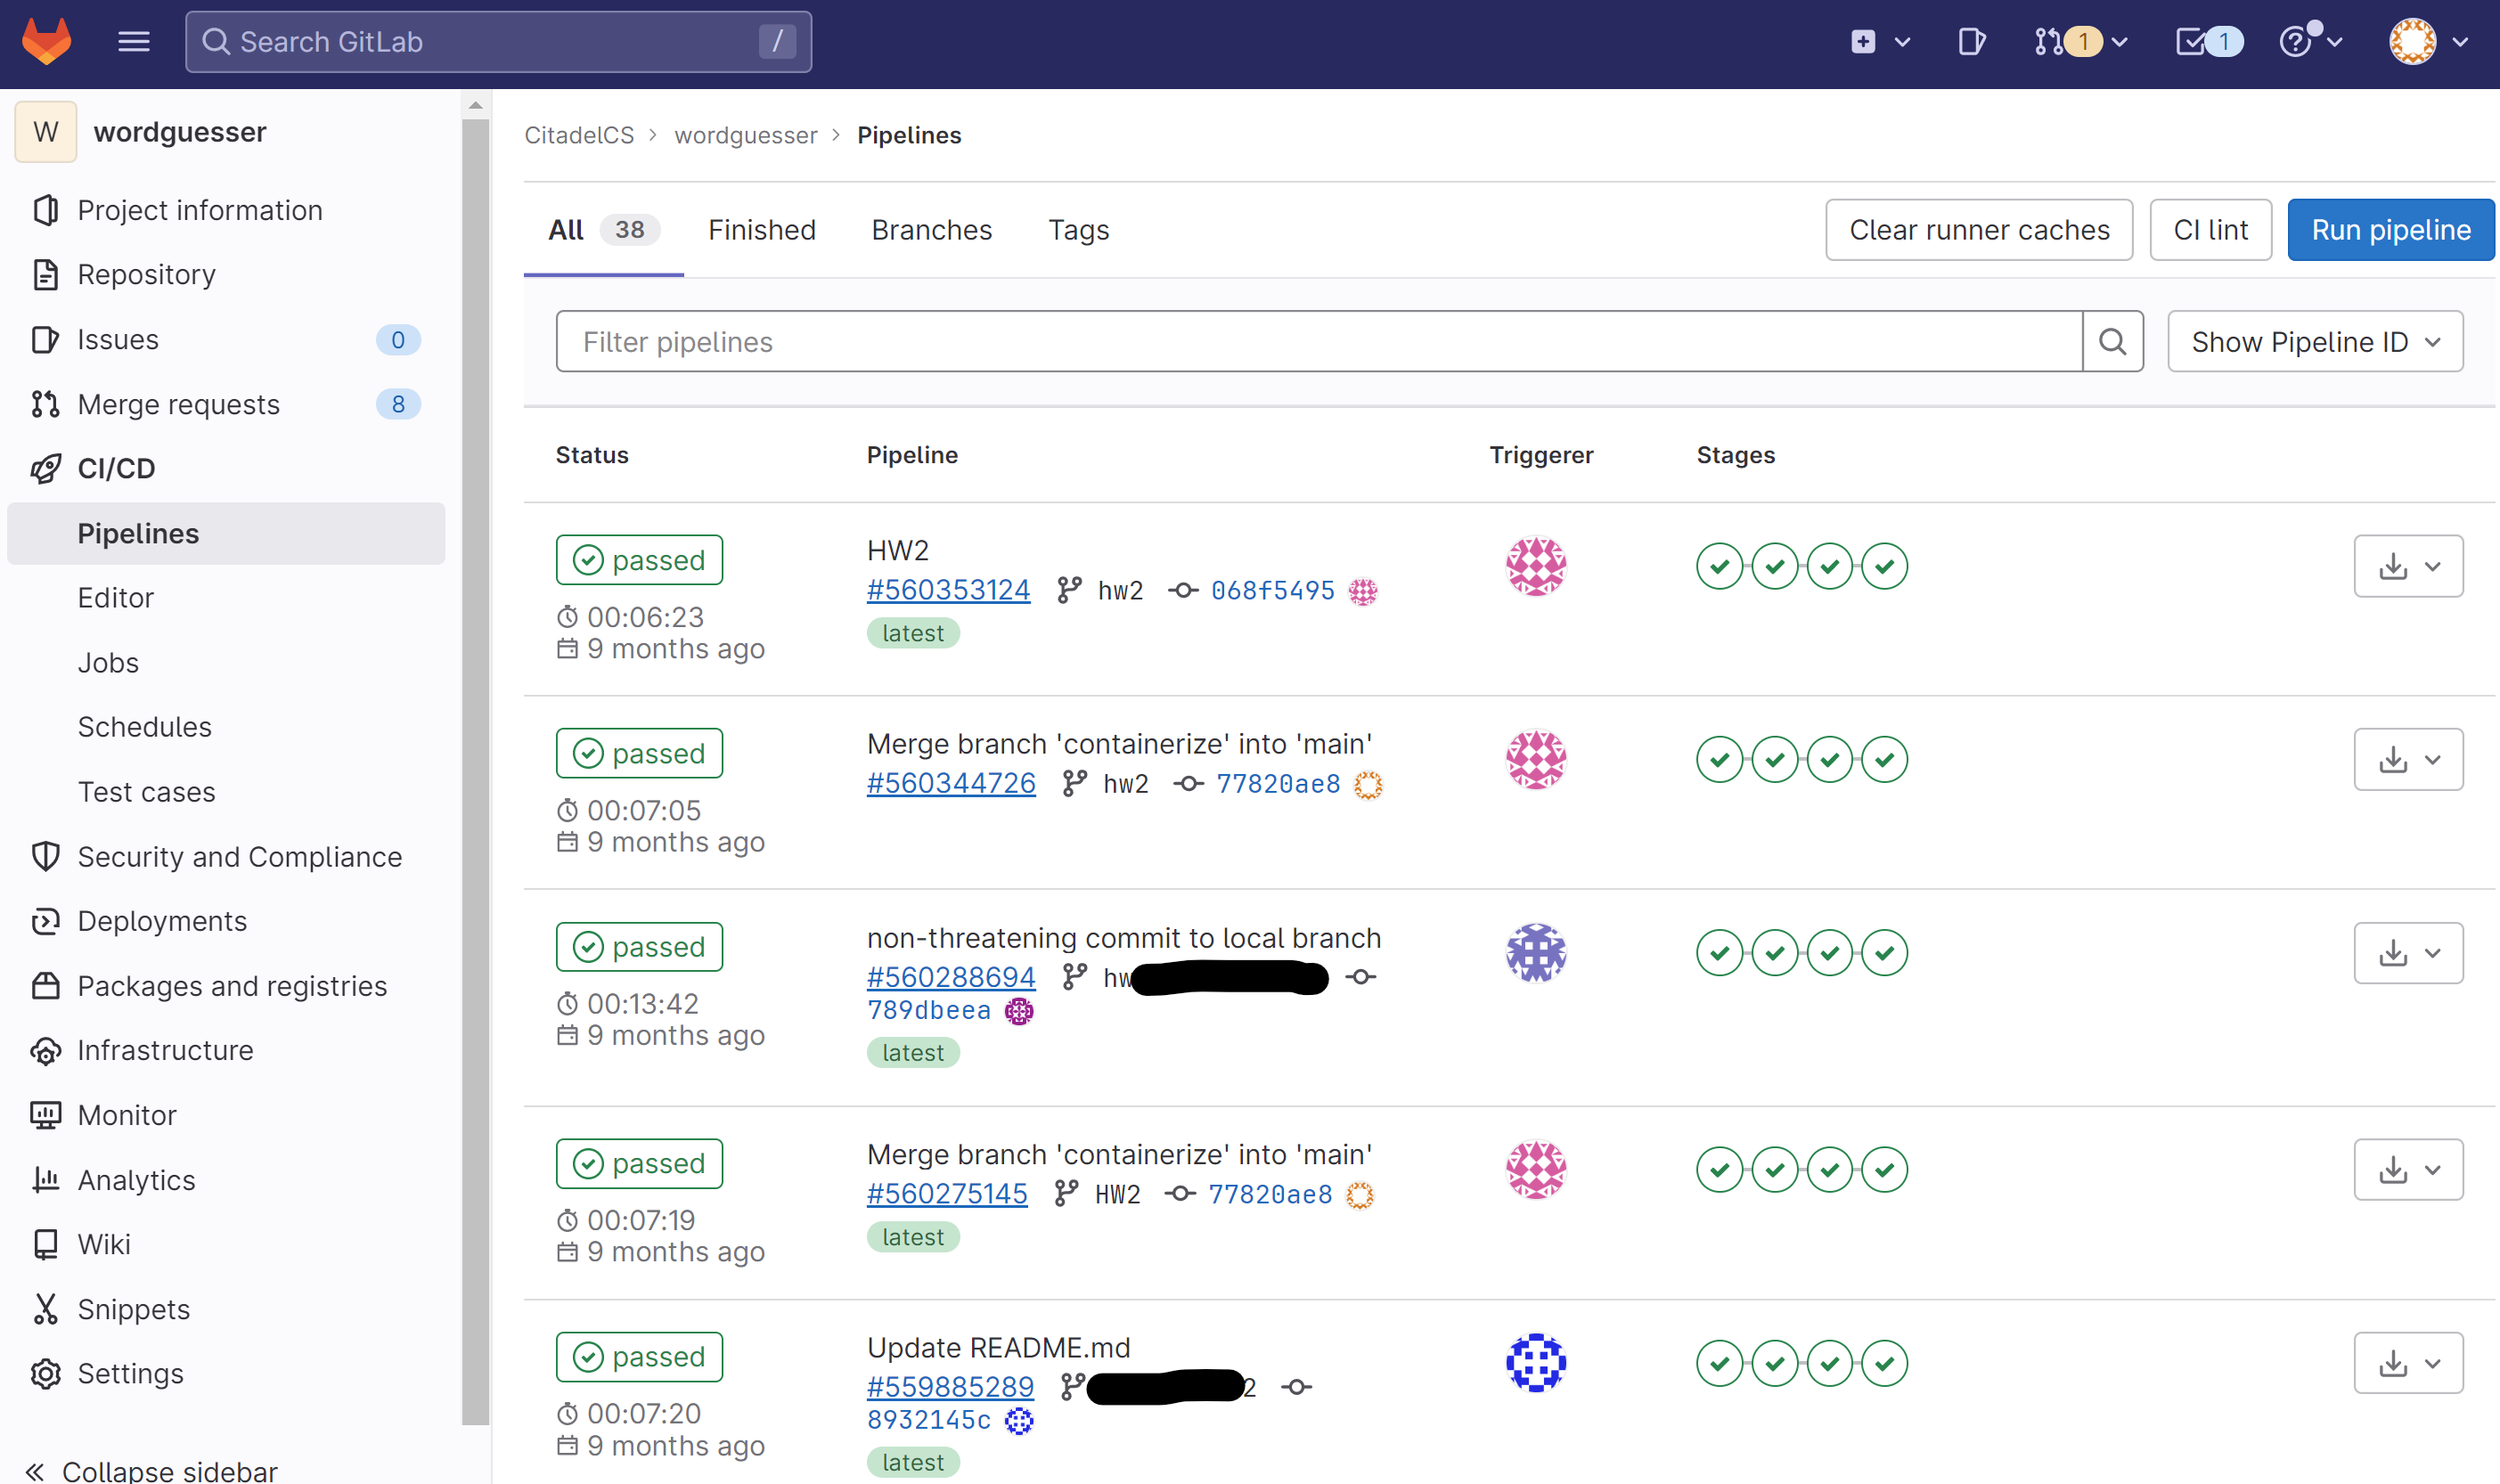 Search GitLab /
1
1
W wordguesser
Project information
Repository
Issues 0
Merge requests 8
CI/CD
Pipelines
Editor
Jobs
Schedules
Test cases
Security and Compliance
Deployments
Packages and registries
Infrastructure
Monitor
Analytics
Wiki
Snippets
Settings
Collapse sidebar
CitadelCS > wordguesser > Pipelines
All 38 Finished Branches Tags
Clear runner caches CI lint Run pipeline
Filter pipelines
Show Pipeline ID
Status Pipeline Triggerer Stages
passed
00:06:23
9 months ago
HW2
#560353124 hw2 068f5495
latest
passed
00:07:05
9 months ago
Merge branch 'containerize' into 'main'
#560344726 hw2 77820ae8
passed
00:13:42
9 months ago
non-threatening commit to local branch
#560288694 hw
789dbeea
latest
passed
00:07:19
9 months ago
Merge branch 'containerize' into 'main'
#560275145 HW2 77820ae8
latest
passed
00:07:20
9 months ago
Update README.md
#559885289 2
8932145c
latest